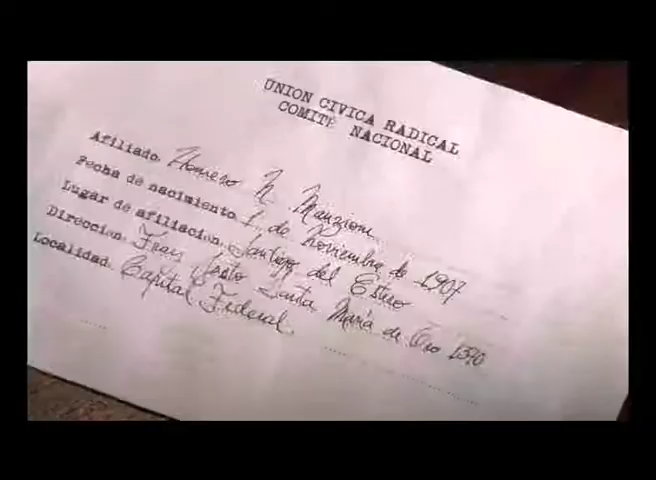 UNION CIVICA RADICAL
COMITE NACIONAL
Afiliado. Homero N. Manzione
Fecha de nacimiento. 1. de Noviembre de 1907
Lugar de afiliacion. Santiago del Estero
Direccion. Fray Justo Santa María de Oro 1390
Localidad. Capital Federal.